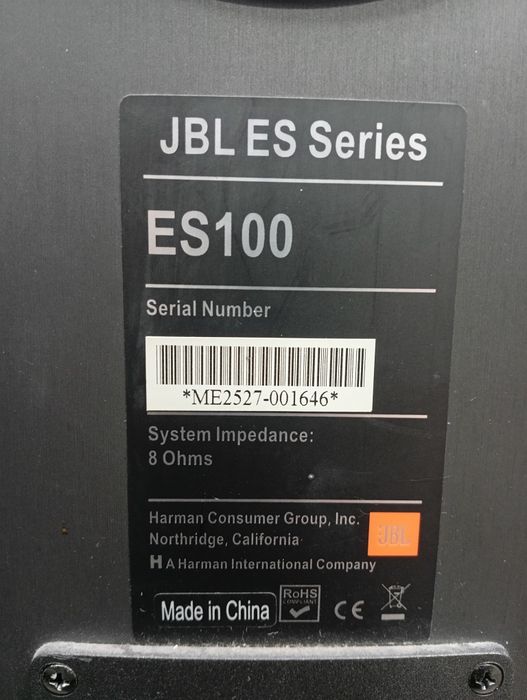 JBL ES Series
ES100
Serial Number
*ME2527-001646*
System Impedance:
8 Ohms
Harman Consumer Group, Inc.
Northridge, California
JBL
H A Harman International Company
Made in China
RoHS
COMPLIANT
CE